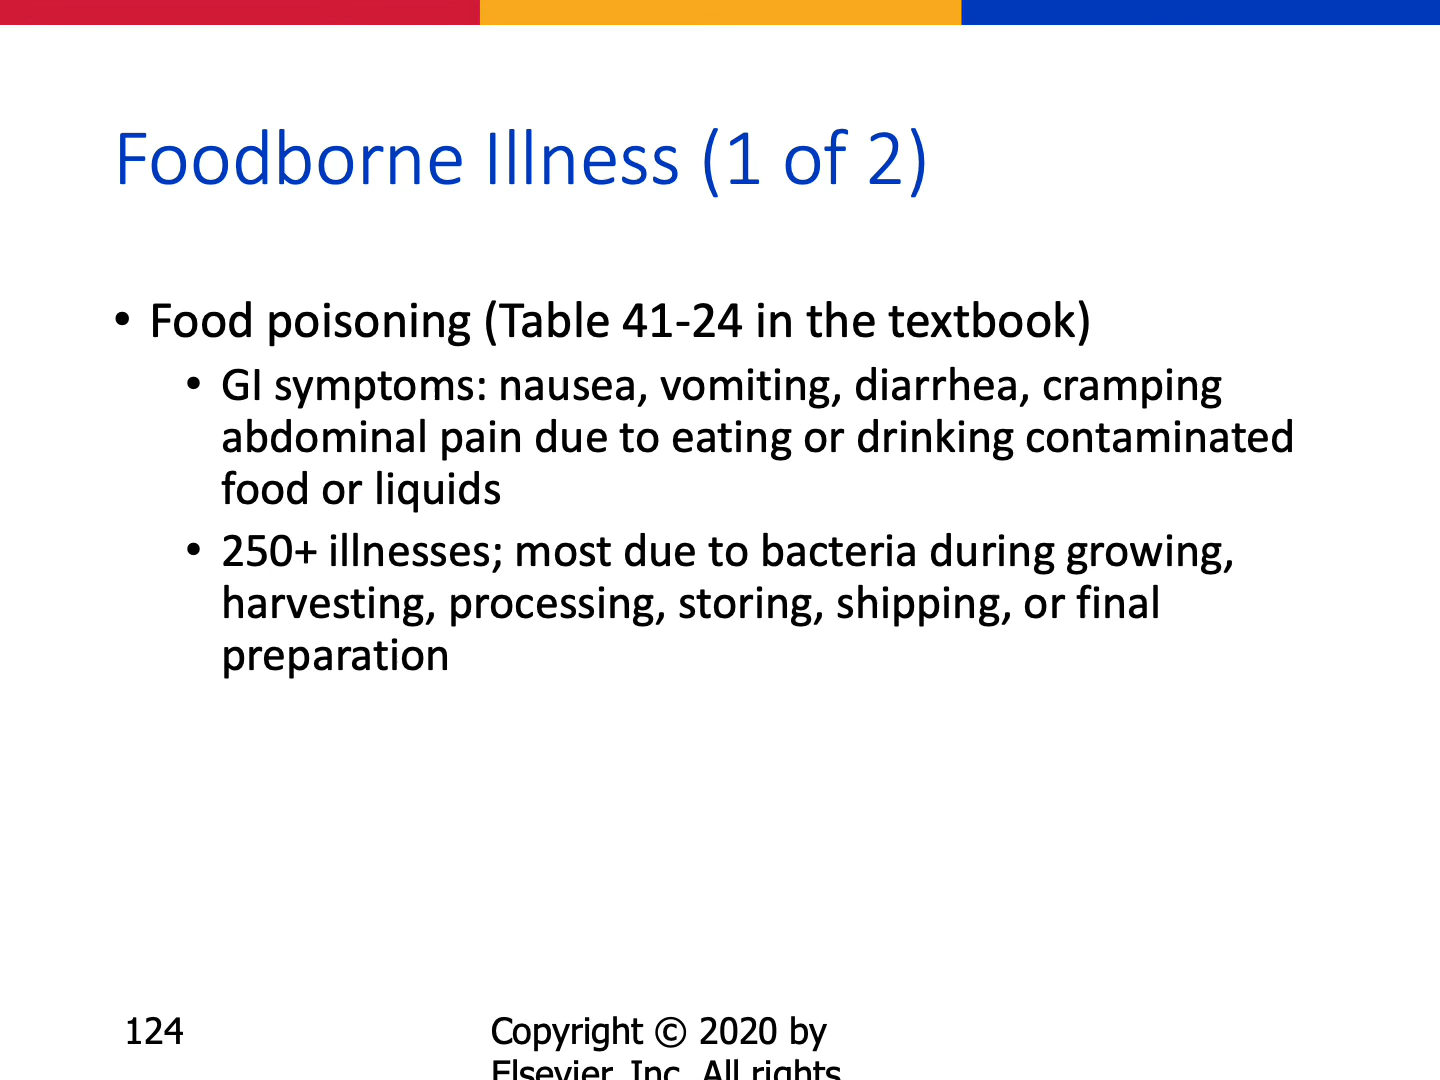 Foodborne Illness (1 of 2)
• Food poisoning (Table 41-24 in the textbook)
• GI symptoms: nausea, vomiting, diarrhea, cramping
abdominal pain due to eating or drinking contaminated
food or liquids
• 250+ illnesses; most due to bacteria during growing,
harvesting, processing, storing, shipping, or final
preparation
124
Copyright © 2020 by
Elsevier, Inc. All rights